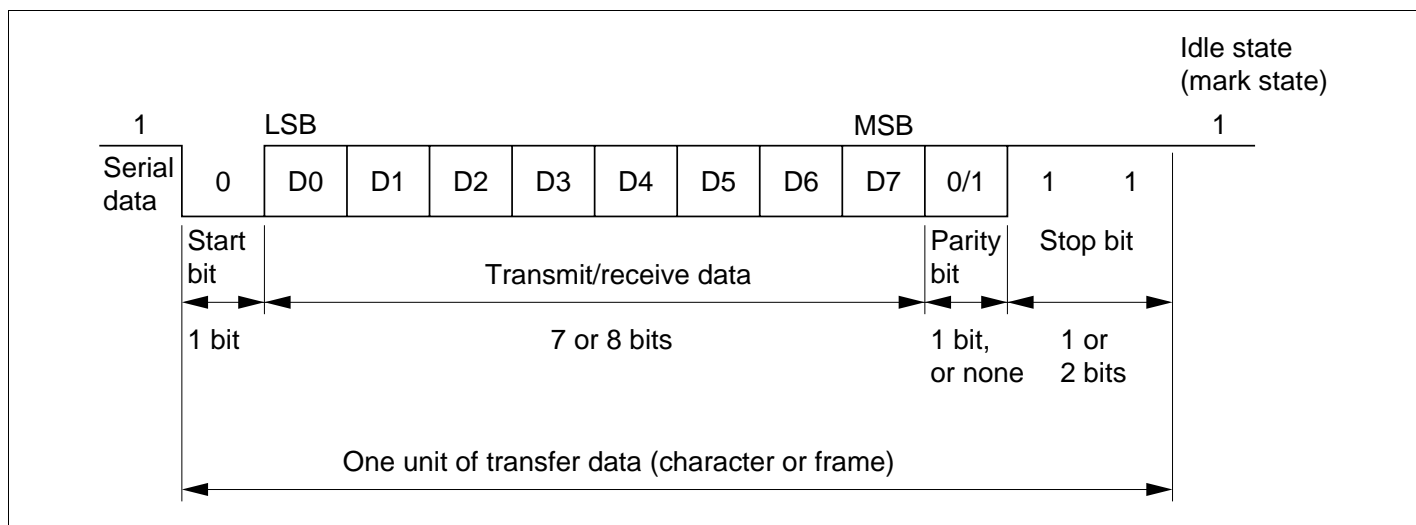 Idle state
(mark state)
1 LSB MSB 1
Serial
data
0 D0 D1 D2 D3 D4 D5 D6 D7 0/1 1 1
Start
bit
Transmit/receive data
Parity
bit
Stop bit
1 bit
7 or 8 bits
1 bit,
or none
1 or
2 bits
One unit of transfer data (character or frame)